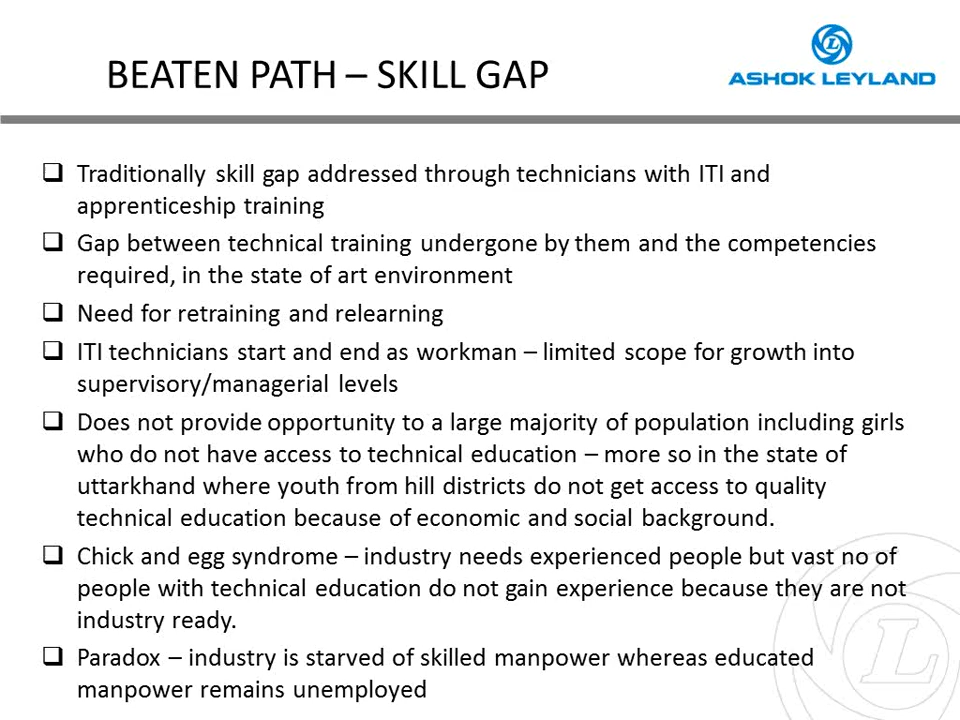 BEATEN PATH – SKILL GAP
ASHOK LEYLAND
Traditionally skill gap addressed through technicians with ITI and
apprenticeship training
Gap between technical training undergone by them and the competencies
required, in the state of art environment
Need for retraining and relearning
ITI technicians start and end as workman – limited scope for growth into
supervisory/managerial levels
Does not provide opportunity to a large majority of population including girls
who do not have access to technical education – more so in the state of
uttarkhand where youth from hill districts do not get access to quality
technical education because of economic and social background.
Chick and egg syndrome – industry needs experienced people but vast no of
people with technical education do not gain experience because they are not
industry ready.
Paradox – industry is starved of skilled manpower whereas educated
manpower remains unemployed